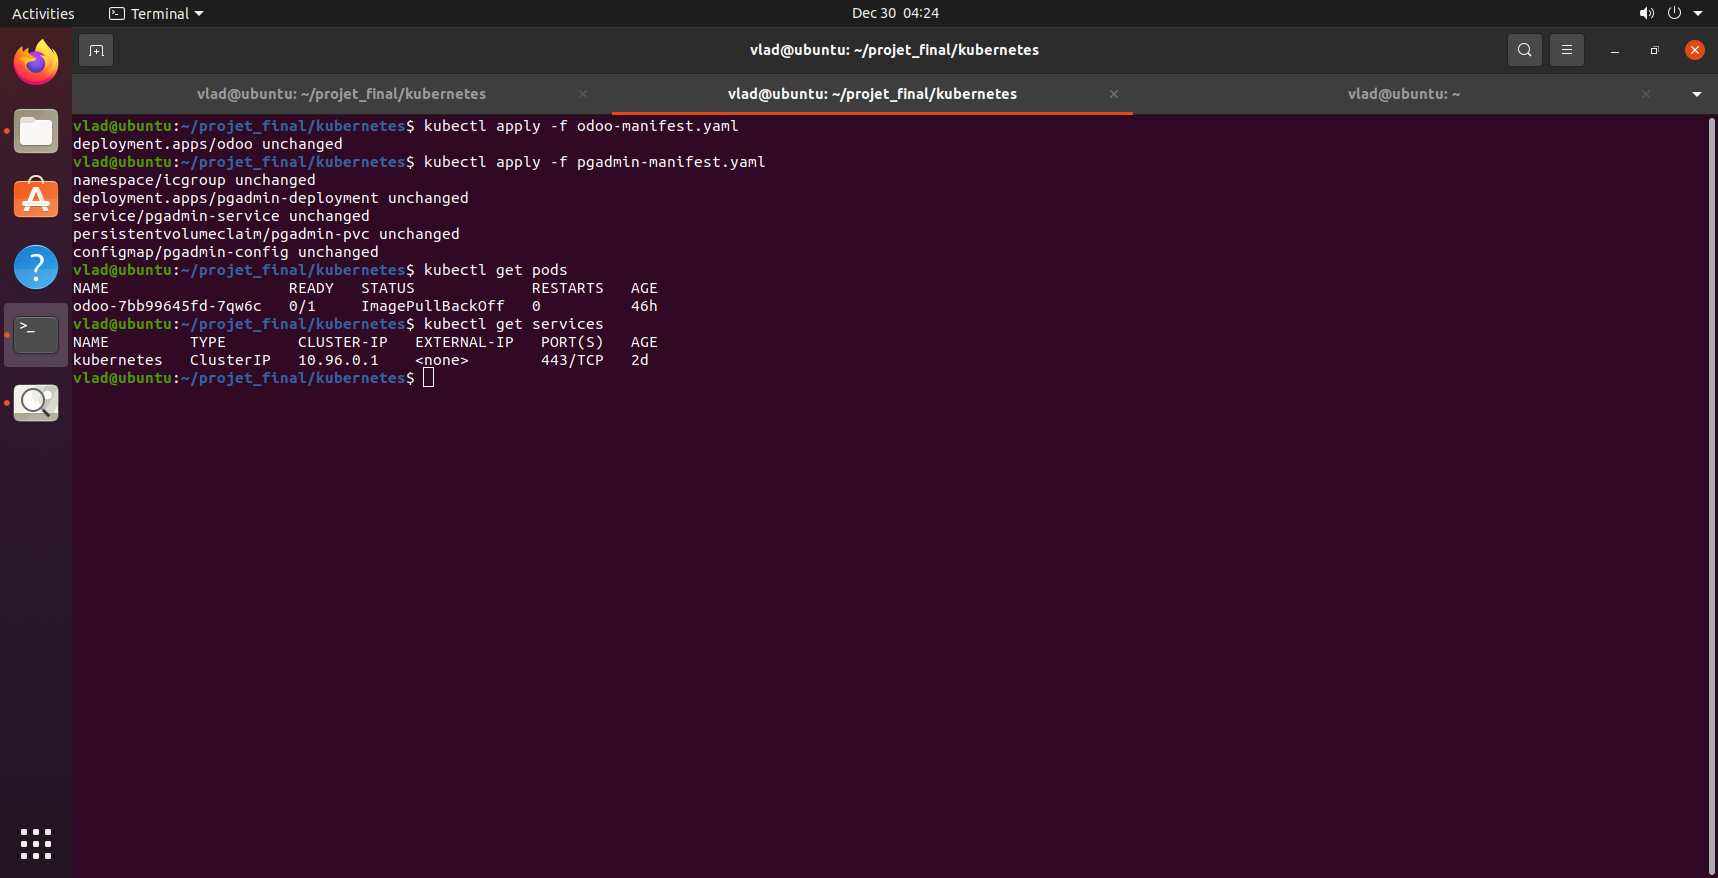 Activities
Terminal
Dec 30 04:24
vlad@ubuntu: ~/projet_final/kubernetes
vlad@ubuntu: ~/projet_final/kubernetes
vlad@ubuntu: ~/projet_final/kubernetes
vlad@ubuntu: ~
vlad@ubuntu:~/projet_final/kubernetes$ kubectl apply -f odoo-manifest.yaml
deployment.apps/odoo unchanged
vlad@ubuntu:~/projet_final/kubernetes$ kubectl apply -f pgadmin-manifest.yaml
namespace/icgroup unchanged
deployment.apps/pgadmin-deployment unchanged
service/pgadmin-service unchanged
persistentvolumeclaim/pgadmin-pvc unchanged
configmap/pgadmin-config unchanged
vlad@ubuntu:~/projet_final/kubernetes$ kubectl get pods
NAME                    READY   STATUS             RESTARTS   AGE
odoo-7bb99645fd-7qw6c   0/1     ImagePullBackOff   0          46h
vlad@ubuntu:~/projet_final/kubernetes$ kubectl get services
NAME         TYPE        CLUSTER-IP   EXTERNAL-IP   PORT(S)   AGE
kubernetes   ClusterIP   10.96.0.1    <none>        443/TCP   2d
vlad@ubuntu:~/projet_final/kubernetes$